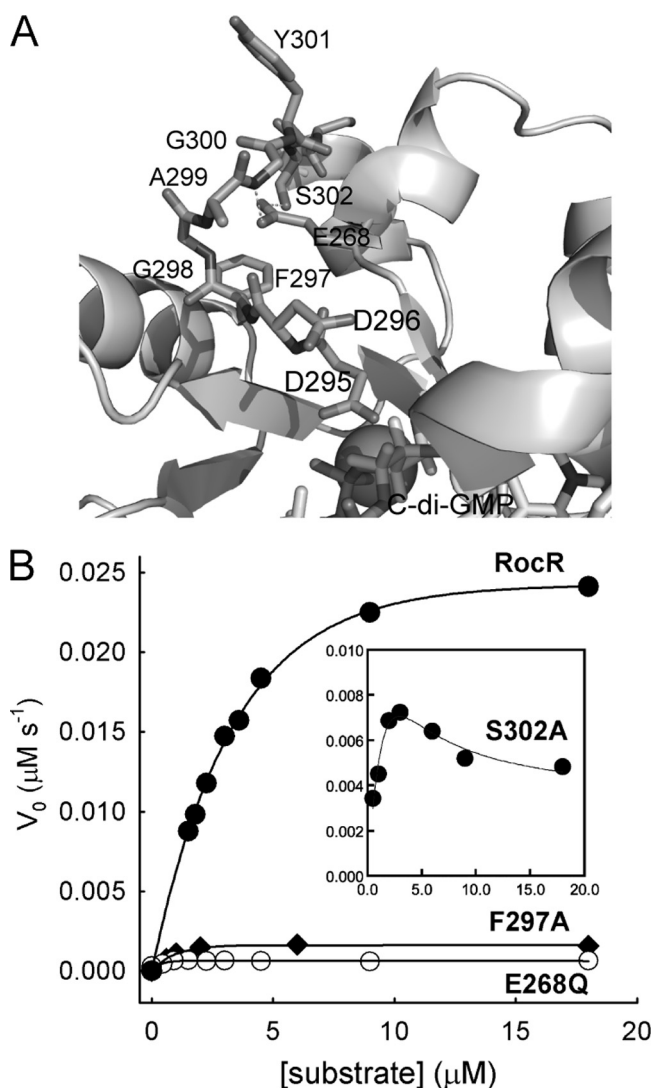 A
Y301
G300
A299
S302
E268
G298
F297
D296
D295
C-di-GMP
B
0.025
0.020
0.015
0.010
0.005
0.000
V0 (μM s-1)
RocR
0.010
0.008
0.006
0.004
0.002
0.000
S302A
0.0 5.0 10.0 15.0 20.0
F297A
E268Q
0 5 10 15 20
[substrate] (μM)